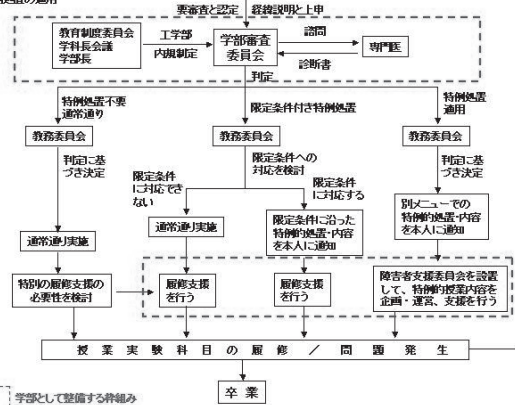 要審査と認定 経緯説明と上申
教育制度委員会
学科長会議
学部長
工学部
内規制定
学部審査
委員会
諮問
診断書
専門医
判定
特例処置不要
通常通り
限定条件付き特例処置
特例処置
適用
教務委員会
教務委員会
教務委員会
判定に基
づき決定
限定条件への
対応を検討
判定に基
づき決定
限定条件
に対応でき
ない
限定条件
に対応する
別メニューでの
特例的処置・内容
を本人に通知
通常通り実施
通常通り実施
限定条件に沿った
特例的処置・内容
を本人に通知
特別の履修支援の
必要性を検討
履修支援
を行う
履修支援
を行う
障害者支援委員会を設置
して、特例的授業内容を
企画・運営、支援を行う
授業実験科目の履修／問題発生
卒業
学部として整備する枠組み